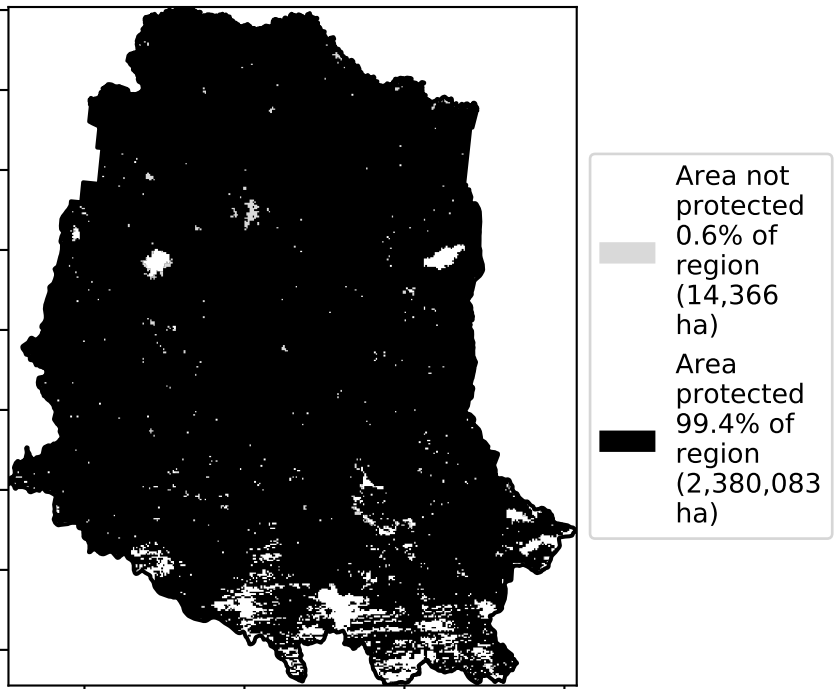 Area not
protected
0.6% of
region
(14,366
ha)
Area
protected
99.4% of
region
(2,380,083
ha)